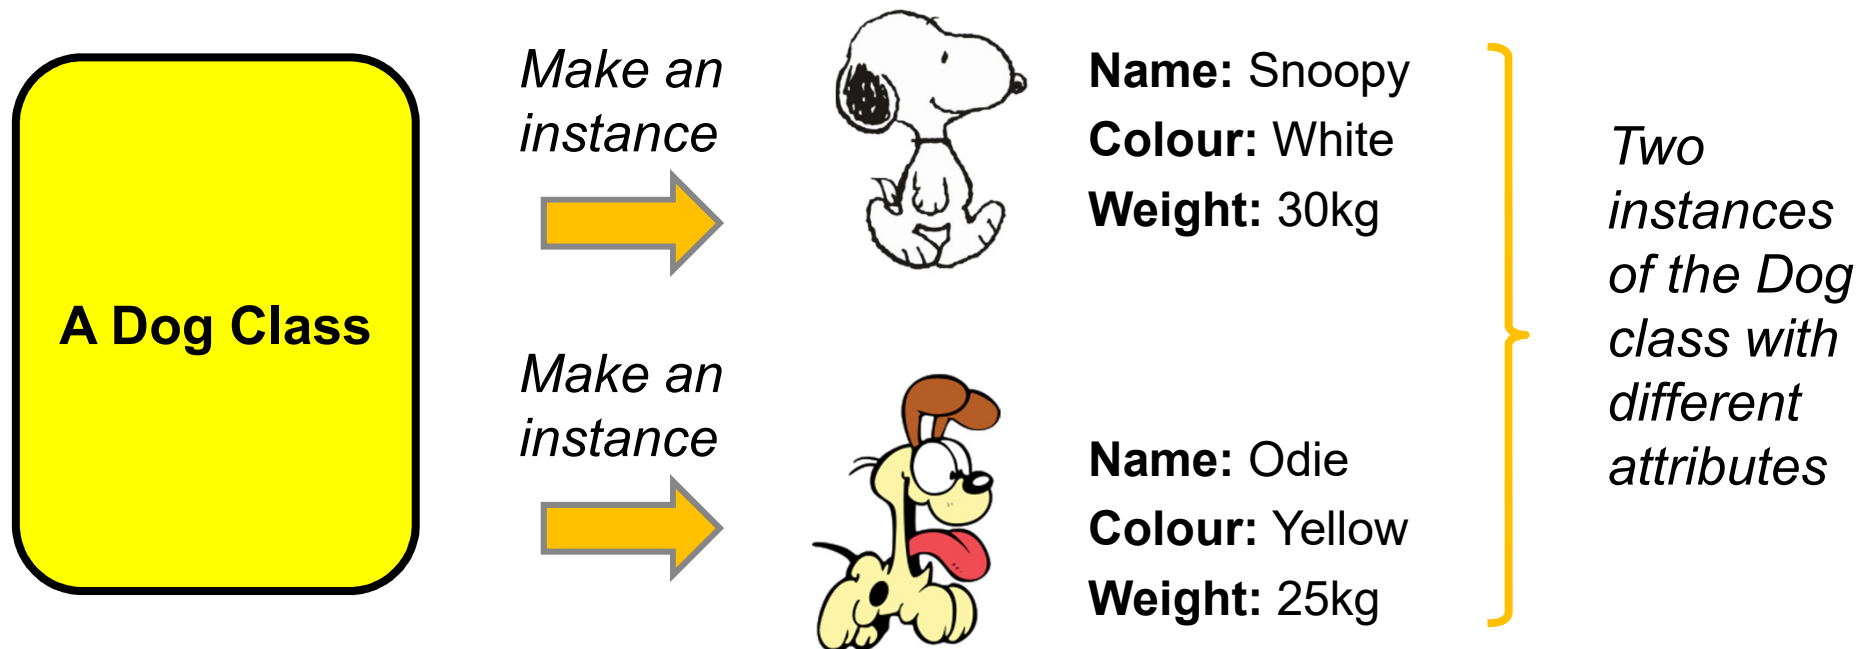 A Dog Class
Make an
instance
Name: Snoopy
Colour: White
Weight: 30kg
Make an
instance
Name: Odie
Colour: Yellow
Weight: 25kg
Two
instances
of the Dog
class with
different
attributes